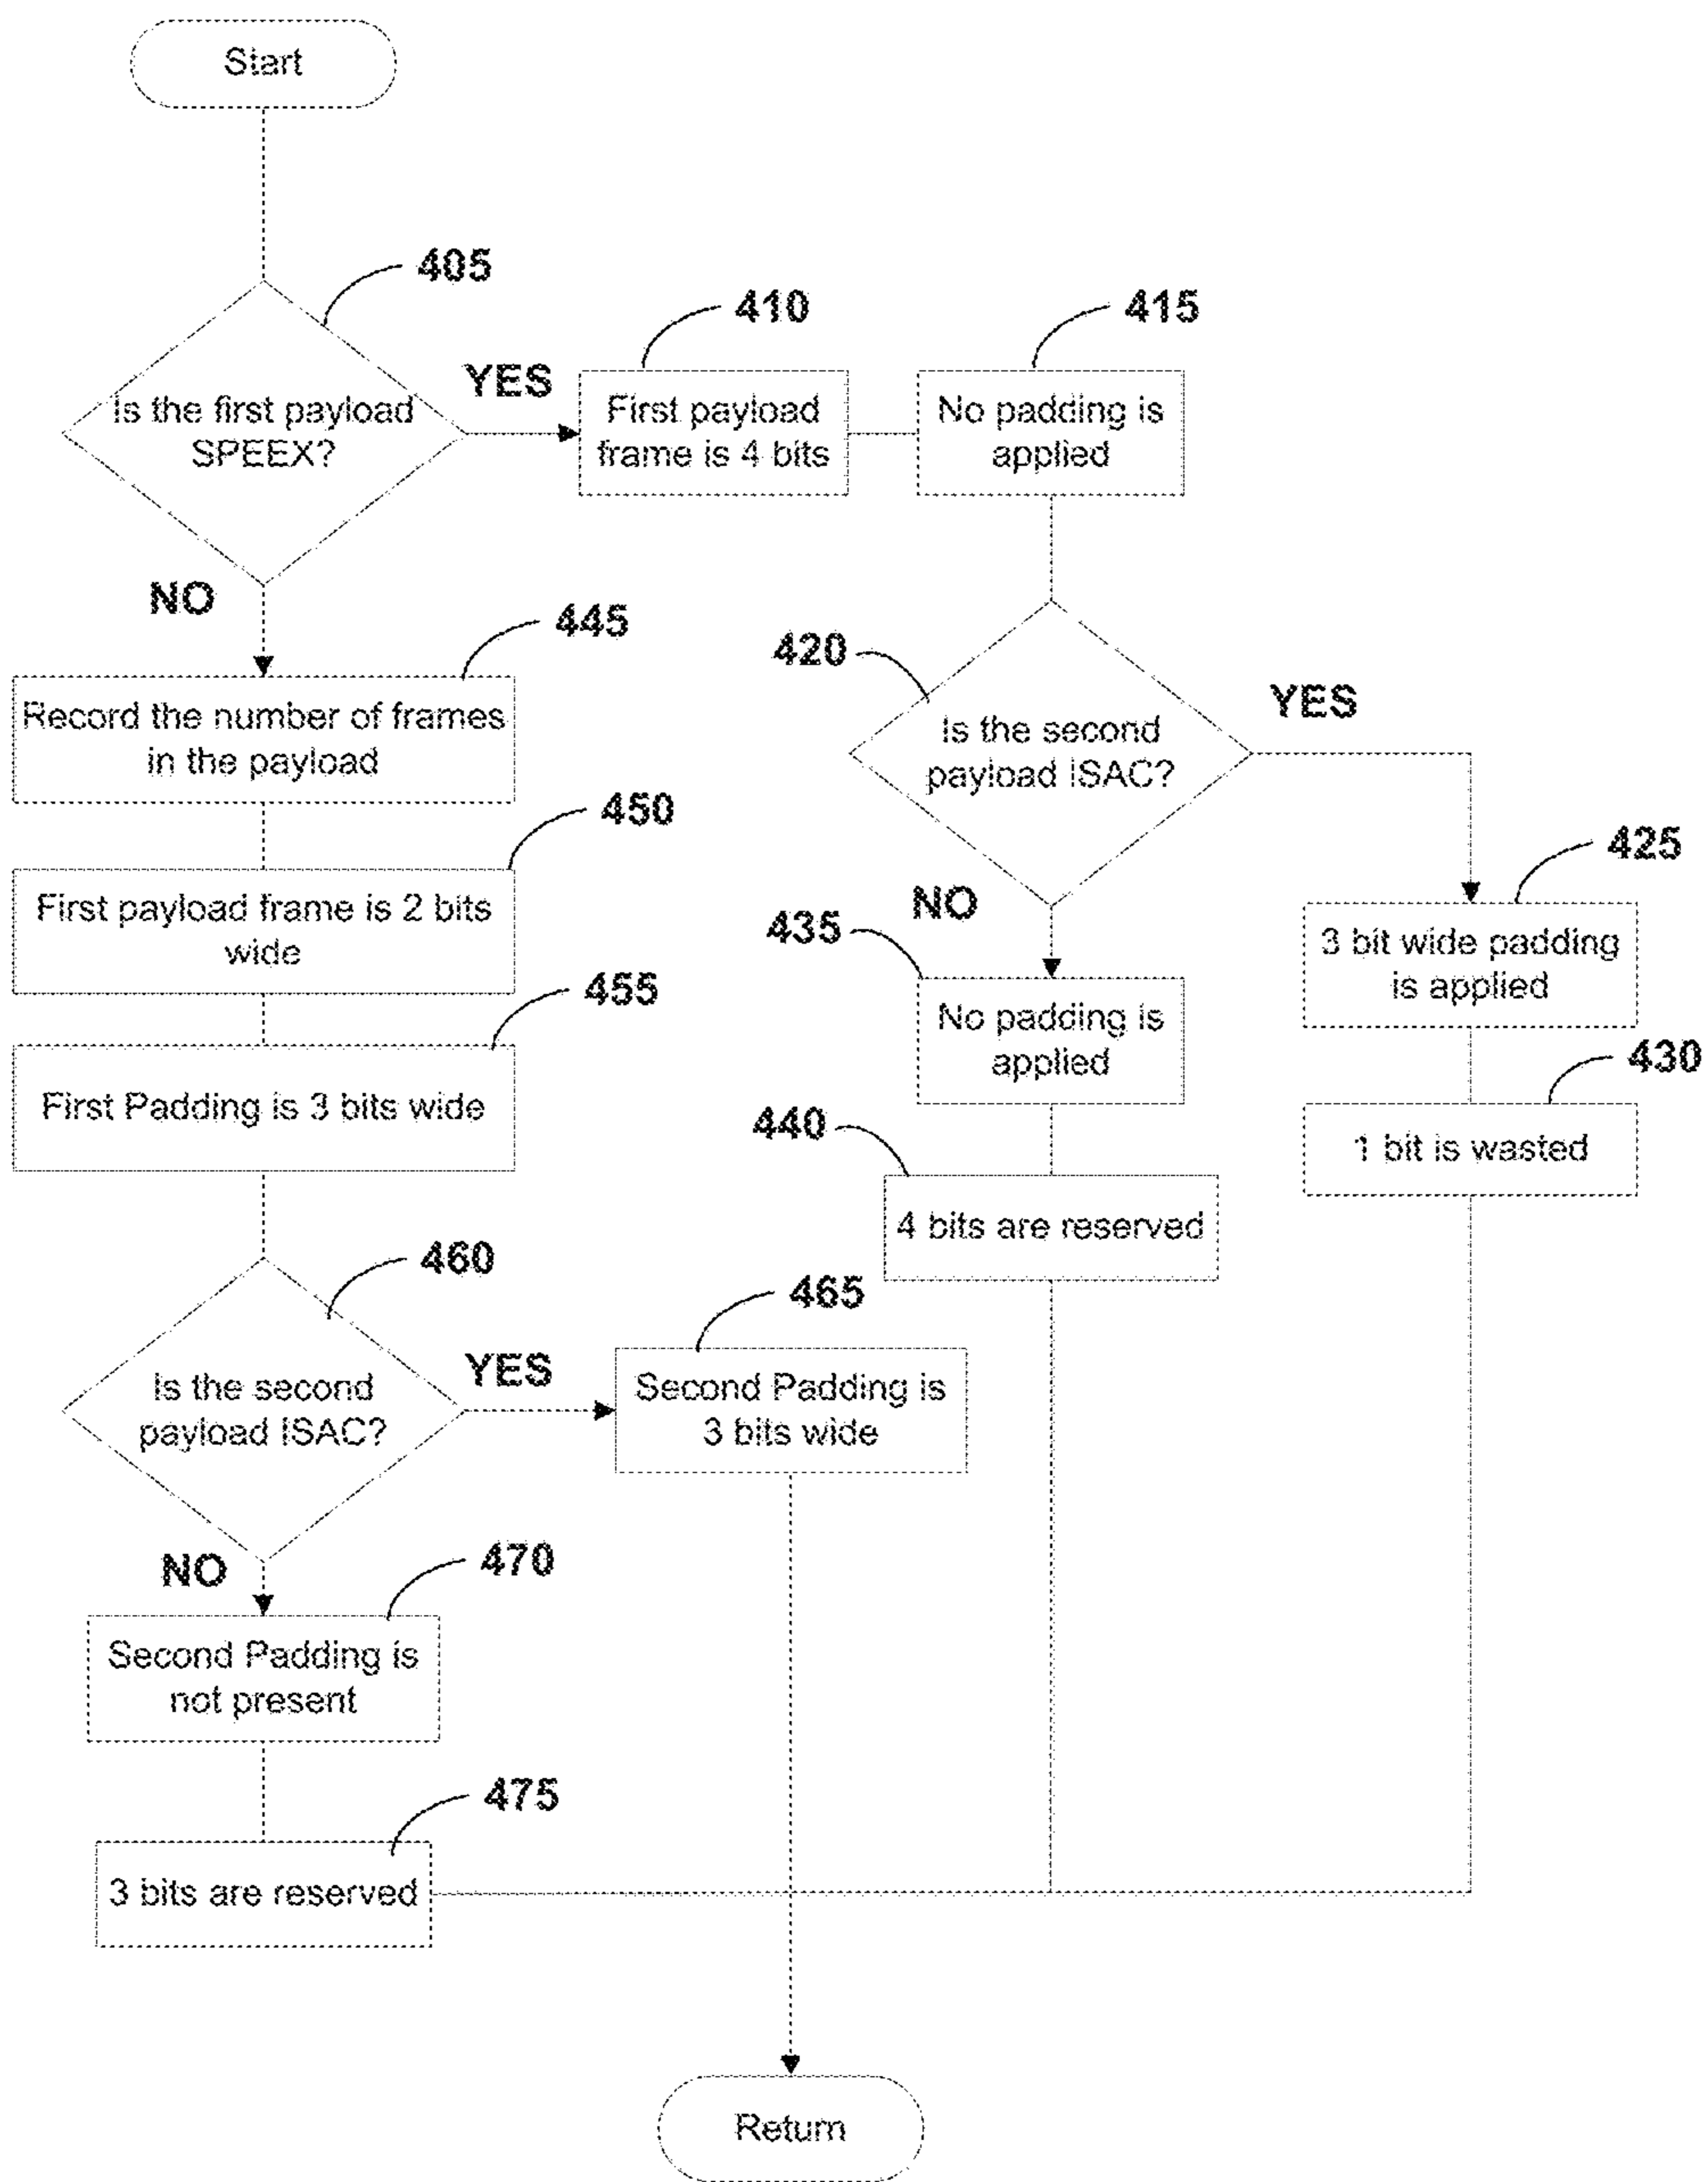 Start
405
Is the first payload
SPEEX?
YES
410
First payload
frame is 4 bits
415
No padding is
applied
NO
445
Record the number of frames
in the payload
420
Is the second
payload ISAC?
YES
450
First payload frame is 2 bits
wide
425
3 bit wide padding
is applied
NO
435
No padding is
applied
455
First Padding is 3 bits wide
430
1 bit is wasted
440
4 bits are reserved
460
Is the second
payload ISAC?
YES
465
Second Padding is
3 bits wide
NO
470
Second Padding is
not present
475
3 bits are reserved
Return